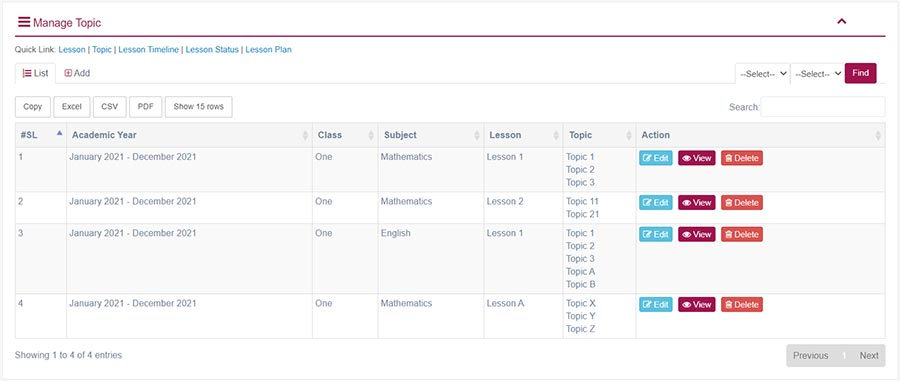 Manage Topic
Quick Link: Lesson | Topic | Lesson Timeline | Lesson Status | Lesson Plan
List Add --Select-- --Select-- Find
Copy Excel CSV PDF Show 15 rows Search:
#SL Academic Year Class Subject Lesson Topic Action
1 January 2021 - December 2021 One Mathematics Lesson 1 Topic 1 Edit View Delete
Topic 2
Topic 3
2 January 2021 - December 2021 One Mathematics Lesson 2 Topic 11 Edit View Delete
Topic 21
3 January 2021 - December 2021 One English Lesson 1 Topic 1 Edit View Delete
Topic 2
Topic 3
Topic A
Topic B
4 January 2021 - December 2021 One Mathematics Lesson A Topic X Edit View Delete
Topic Y
Topic Z
Showing 1 to 4 of 4 entries Previous 1 Next